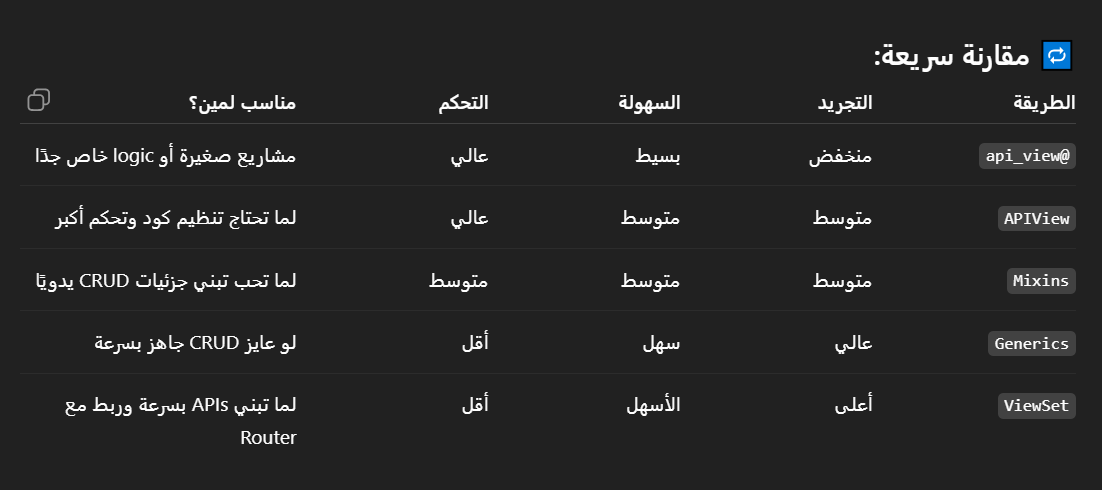 🔁 مقارنة سريعة:
الطريقة التجريد السهولة التحكم مناسب لمين؟
@api_view منخفض بسيط عالي مشاريع صغيرة أو logic خاص جدًا
APIView متوسط متوسط عالي لما تحتاج تنظيم كود وتحكم أكبر
Mixins متوسط متوسط متوسط لما تحب تبني جزئيات CRUD يدويًا
Generics عالي سهل أقل لو عايز CRUD جاهز بسرعة
ViewSet أعلى الأسهل أقل لما تبني APIs بسرعة وربط مع
Router